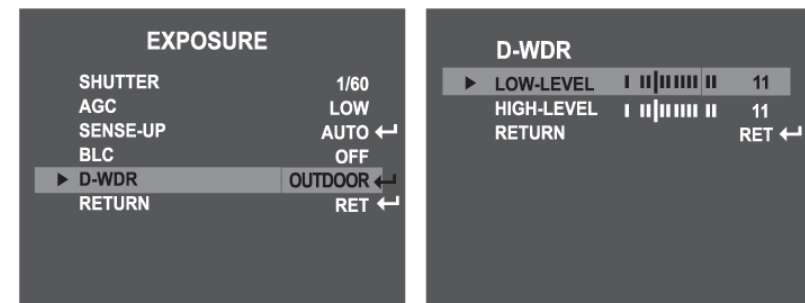 EXPOSURE
SHUTTER 1/60
AGC LOW
SENSE-UP AUTO ↵
BLC OFF
▶ D-WDR OUTDOOR ↵
RETURN RET ↵
D-WDR
▶ LOW-LEVEL 11
HIGH-LEVEL 11
RETURN RET ↵